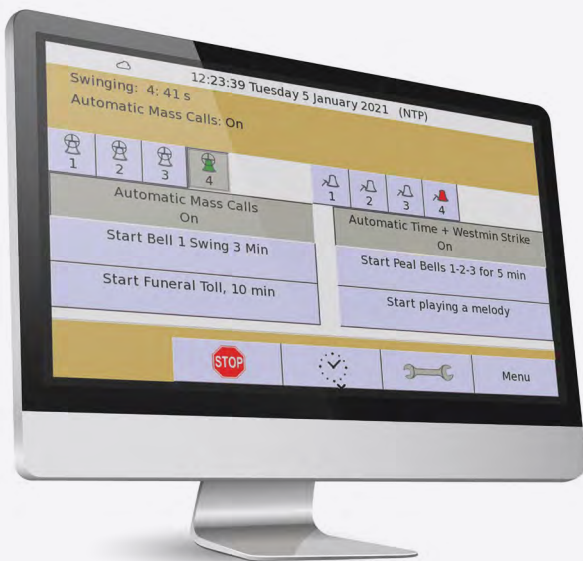 12:23:39 Tuesday 5 January 2021 (NTP)
Swinging: 4: 41 s
Automatic Mass Calls: On
1 2 3 4
1 2 3 4
Automatic Mass Calls
On
Start Bell 1 Swing 3 Min
Start Funeral Toll, 10 min
Automatic Time + Westmin Strike
On
Start Peal Bells 1-2-3 for 5 min
Start playing a melody
STOP
Menu